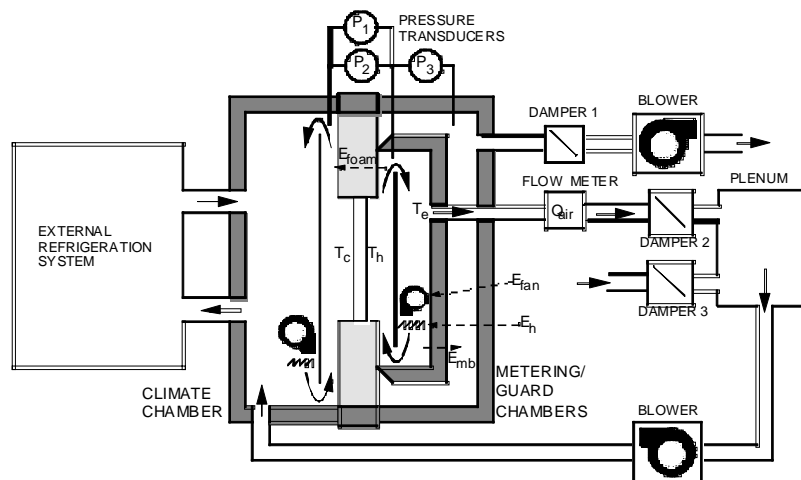 P1
PRESSURE
TRANSDUCERS
P2
P3
DAMPER 1
BLOWER
Efoam
FLOW METER
PLENUM
Te
Qair
EXTERNAL
REFRIGERATION
SYSTEM
Tc
Th
DAMPER 2
Efan
DAMPER 3
Eh
Emb
CLIMATE
CHAMBER
METERING/
GUARD
CHAMBERS
BLOWER